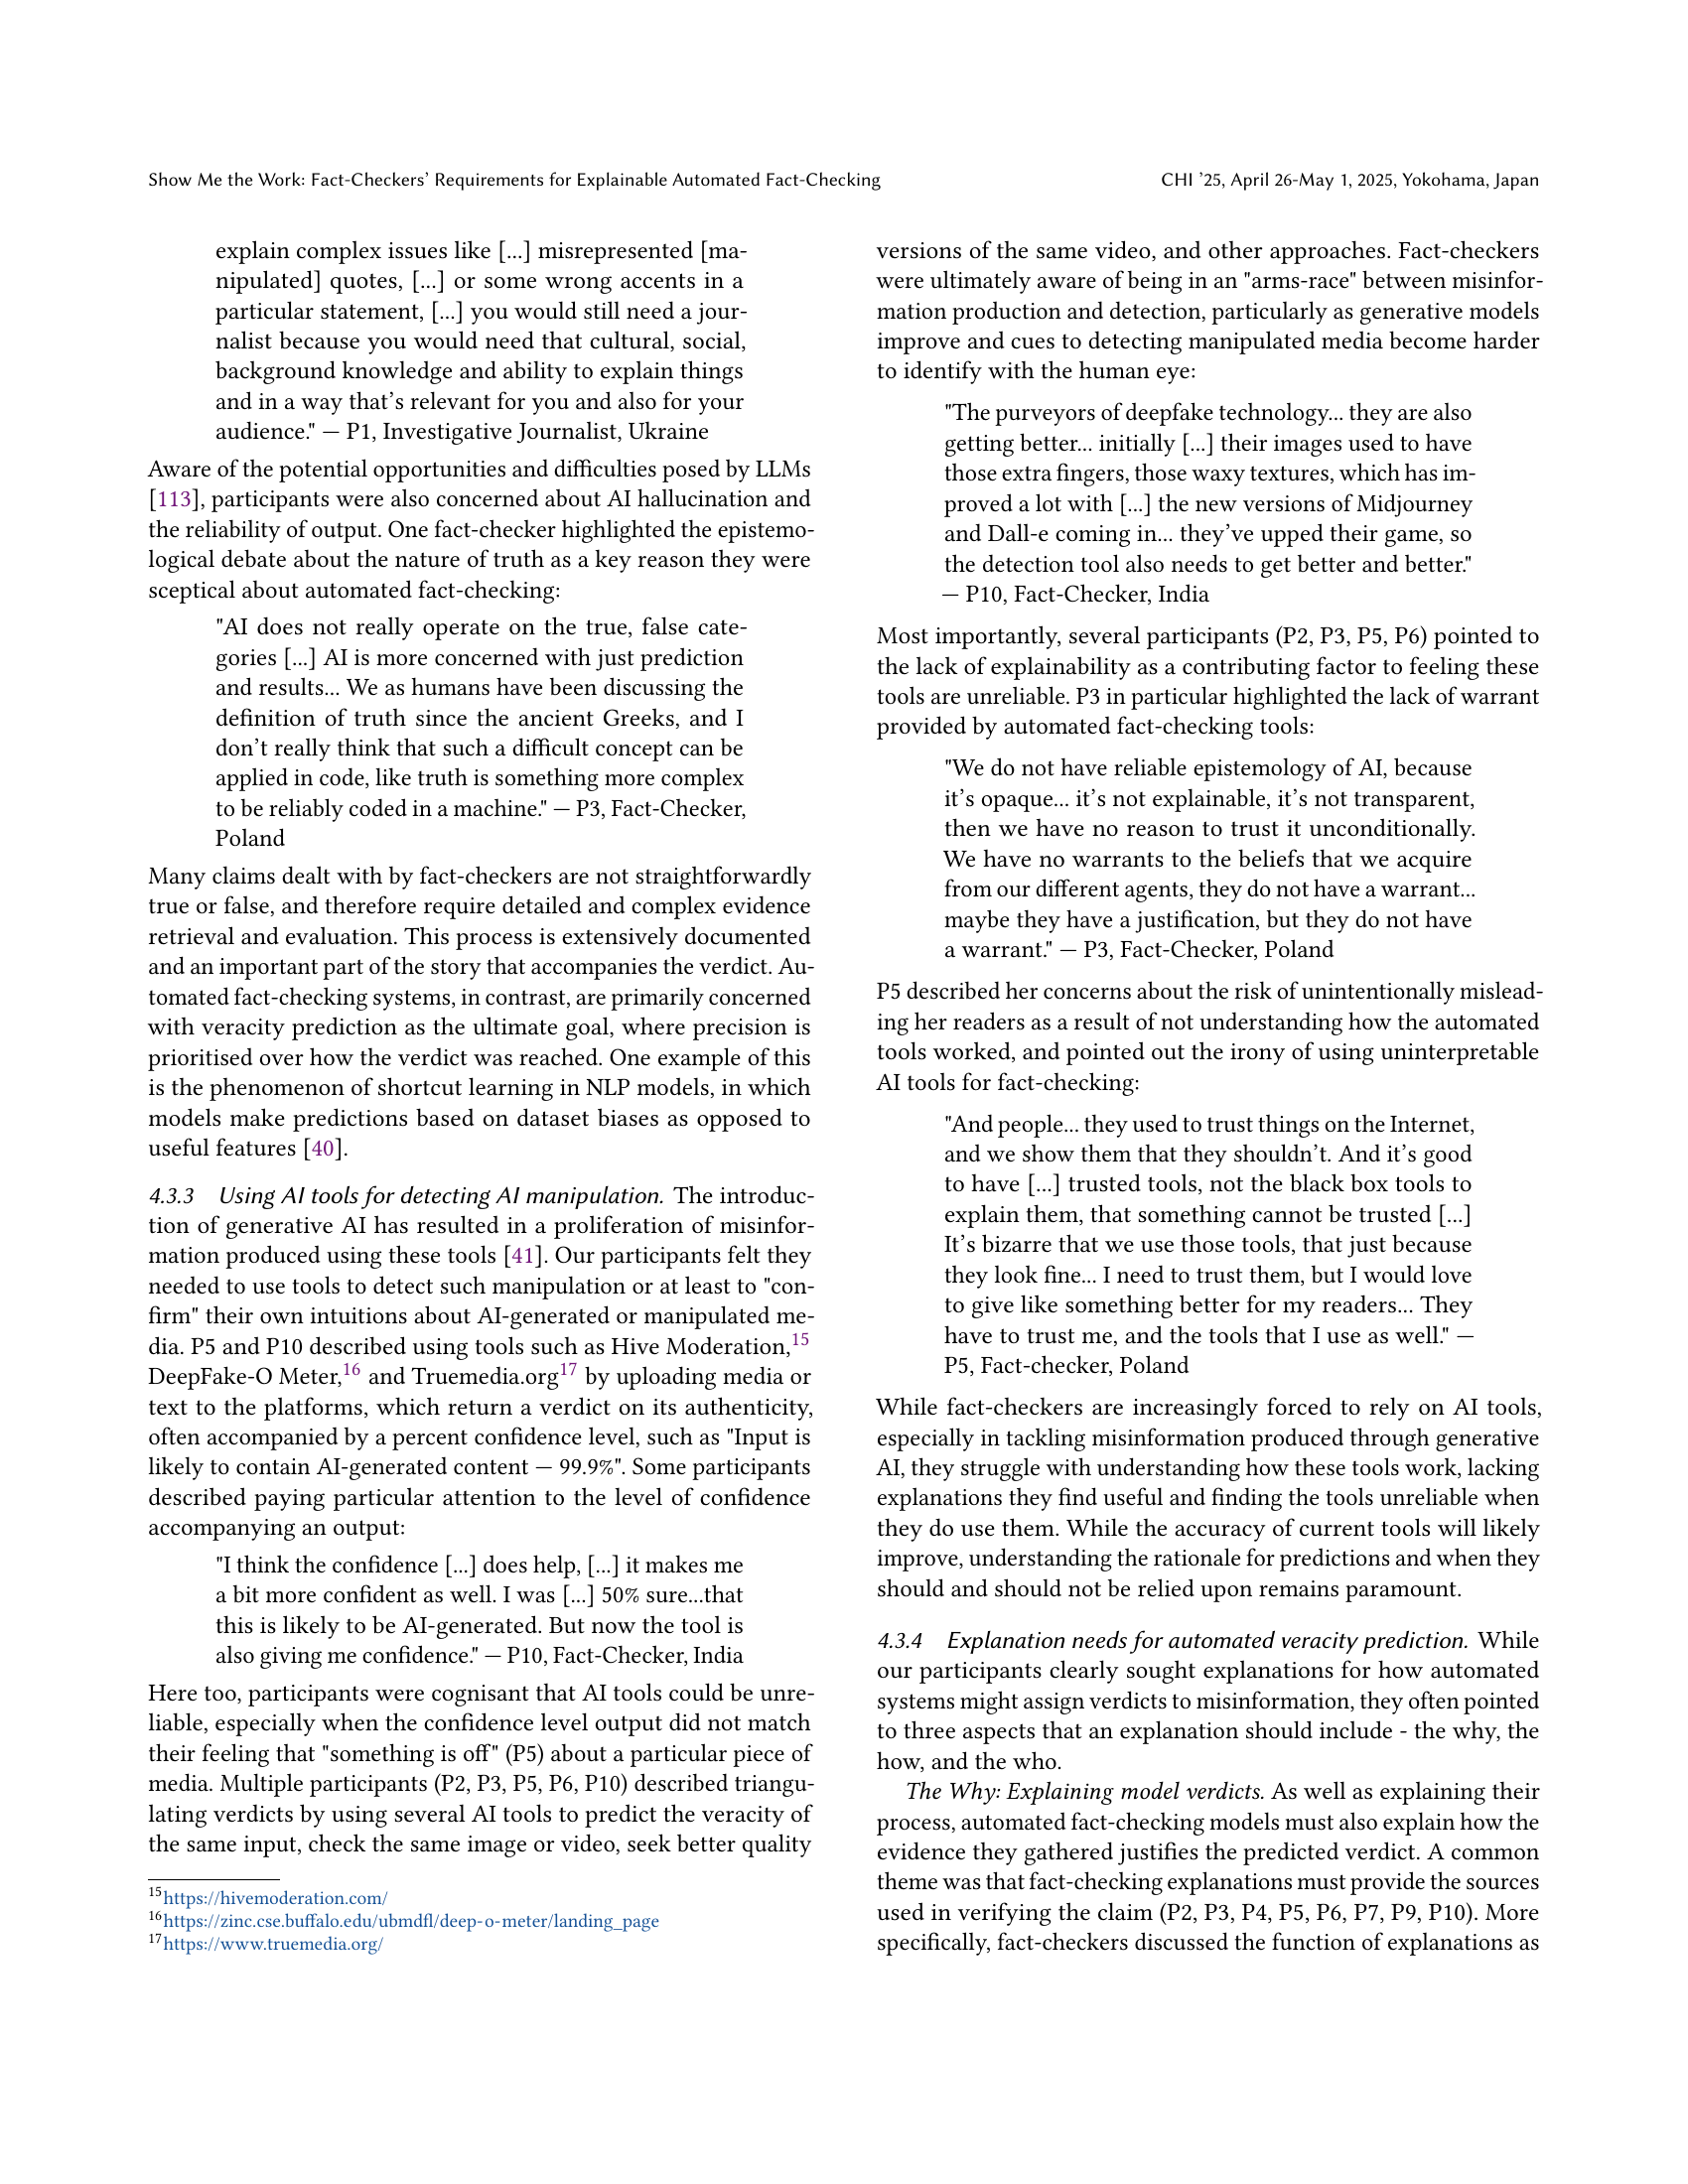 Show Me the Work: Fact-Checkers’ Requirements for Explainable Automated Fact-Checking
CHI ’25, April 26-May 1, 2025, Yokohama, Japan
explain complex issues like [...] misrepresented [ma-
nipulated] quotes, [...] or some wrong accents in a
particular statement, [...] you would still need a jour-
nalist because you would need that cultural, social,
background knowledge and ability to explain things
and in a way that’s relevant for you and also for your
audience." — P1, Investigative Journalist, Ukraine
Aware of the potential opportunities and difficulties posed by LLMs
[113], participants were also concerned about AI hallucination and
the reliability of output. One fact-checker highlighted the epistemo-
logical debate about the nature of truth as a key reason they were
sceptical about automated fact-checking:
"AI does not really operate on the true, false cate-
gories [...] AI is more concerned with just prediction
and results... We as humans have been discussing the
definition of truth since the ancient Greeks, and I
don’t really think that such a difficult concept can be
applied in code, like truth is something more complex
to be reliably coded in a machine." — P3, Fact-Checker,
Poland
Many claims dealt with by fact-checkers are not straightforwardly
true or false, and therefore require detailed and complex evidence
retrieval and evaluation. This process is extensively documented
and an important part of the story that accompanies the verdict. Au-
tomated fact-checking systems, in contrast, are primarily concerned
with veracity prediction as the ultimate goal, where precision is
prioritised over how the verdict was reached. One example of this
is the phenomenon of shortcut learning in NLP models, in which
models make predictions based on dataset biases as opposed to
useful features [40].
4.3.3 Using AI tools for detecting AI manipulation. The introduc-
tion of generative AI has resulted in a proliferation of misinfor-
mation produced using these tools [41]. Our participants felt they
needed to use tools to detect such manipulation or at least to "con-
firm" their own intuitions about AI-generated or manipulated me-
dia. P5 and P10 described using tools such as Hive Moderation,15
DeepFake-O Meter,16 and Truemedia.org17 by uploading media or
text to the platforms, which return a verdict on its authenticity,
often accompanied by a percent confidence level, such as "Input is
likely to contain AI-generated content — 99.9%". Some participants
described paying particular attention to the level of confidence
accompanying an output:
"I think the confidence [...] does help, [...] it makes me
a bit more confident as well. I was [...] 50% sure...that
this is likely to be AI-generated. But now the tool is
also giving me confidence." — P10, Fact-Checker, India
Here too, participants were cognisant that AI tools could be unre-
liable, especially when the confidence level output did not match
their feeling that "something is off" (P5) about a particular piece of
media. Multiple participants (P2, P3, P5, P6, P10) described triangu-
lating verdicts by using several AI tools to predict the veracity of
the same input, check the same image or video, seek better quality
15https://hivemoderation.com/
16https://zinc.cse.buffalo.edu/ubmdfl/deep-o-meter/landing_page
17https://www.truemedia.org/
versions of the same video, and other approaches. Fact-checkers
were ultimately aware of being in an "arms-race" between misinfor-
mation production and detection, particularly as generative models
improve and cues to detecting manipulated media become harder
to identify with the human eye:
"The purveyors of deepfake technology... they are also
getting better... initially [...] their images used to have
those extra fingers, those waxy textures, which has im-
proved a lot with [...] the new versions of Midjourney
and Dall-e coming in... they’ve upped their game, so
the detection tool also needs to get better and better."
— P10, Fact-Checker, India
Most importantly, several participants (P2, P3, P5, P6) pointed to
the lack of explainability as a contributing factor to feeling these
tools are unreliable. P3 in particular highlighted the lack of warrant
provided by automated fact-checking tools:
"We do not have reliable epistemology of AI, because
it’s opaque... it’s not explainable, it’s not transparent,
then we have no reason to trust it unconditionally.
We have no warrants to the beliefs that we acquire
from our different agents, they do not have a warrant...
maybe they have a justification, but they do not have
a warrant." — P3, Fact-Checker, Poland
P5 described her concerns about the risk of unintentionally mislead-
ing her readers as a result of not understanding how the automated
tools worked, and pointed out the irony of using uninterpretable
AI tools for fact-checking:
"And people... they used to trust things on the Internet,
and we show them that they shouldn’t. And it’s good
to have [...] trusted tools, not the black box tools to
explain them, that something cannot be trusted [...]
It’s bizarre that we use those tools, that just because
they look fine... I need to trust them, but I would love
to give like something better for my readers... They
have to trust me, and the tools that I use as well." —
P5, Fact-checker, Poland
While fact-checkers are increasingly forced to rely on AI tools,
especially in tackling misinformation produced through generative
AI, they struggle with understanding how these tools work, lacking
explanations they find useful and finding the tools unreliable when
they do use them. While the accuracy of current tools will likely
improve, understanding the rationale for predictions and when they
should and should not be relied upon remains paramount.
4.3.4 Explanation needs for automated veracity prediction. While
our participants clearly sought explanations for how automated
systems might assign verdicts to misinformation, they often pointed
to three aspects that an explanation should include - the why, the
how, and the who.
The Why: Explaining model verdicts. As well as explaining their
process, automated fact-checking models must also explain how the
evidence they gathered justifies the predicted verdict. A common
theme was that fact-checking explanations must provide the sources
used in verifying the claim (P2, P3, P4, P5, P6, P7, P9, P10). More
specifically, fact-checkers discussed the function of explanations as